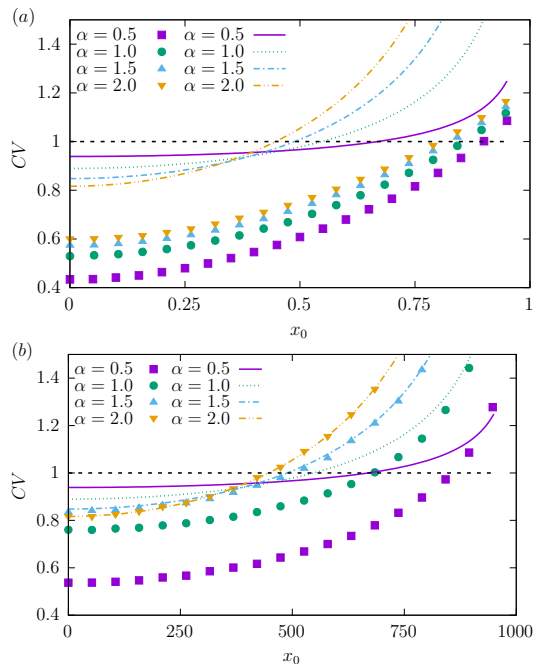 (a)
α = 0.5 α = 0.5
α = 1.0 α = 1.0
α = 1.5 α = 1.5
α = 2.0 α = 2.0
1.4
1.2
1
0.8
0.6
0.4
CV
0 0.25 0.5 0.75 1
x₀
(b)
α = 0.5 α = 0.5
α = 1.0 α = 1.0
α = 1.5 α = 1.5
α = 2.0 α = 2.0
1.4
1.2
1
0.8
0.6
0.4
CV
0 250 500 750 1000
x₀